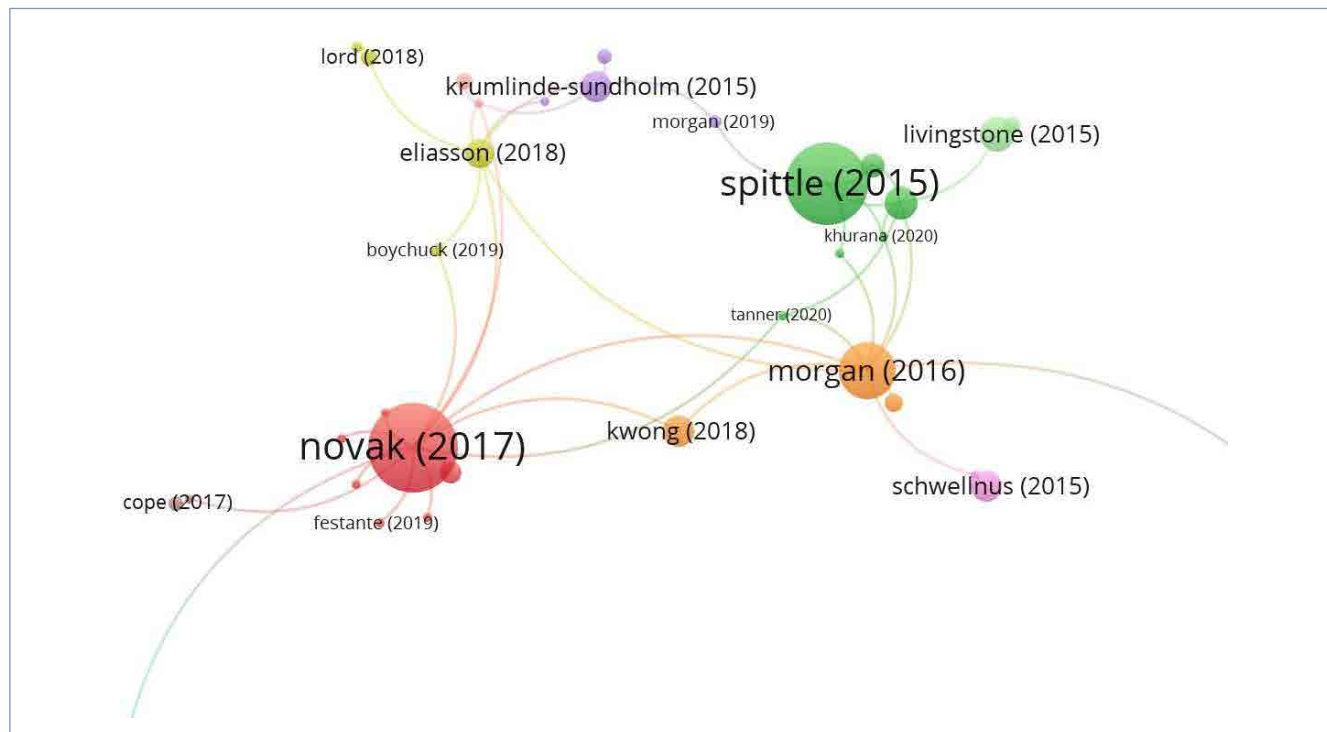 lord (2018)
krumlinde-sundholm (2015)
morgan (2019)
livingstone (2015)
eliasson (2018)
spittle (2015)
khurana (2020)
boychuck (2019)
tanner (2020)
morgan (2016)
novak (2017)
kwong (2018)
schwellnus (2015)
cope (2017)
festante (2019)